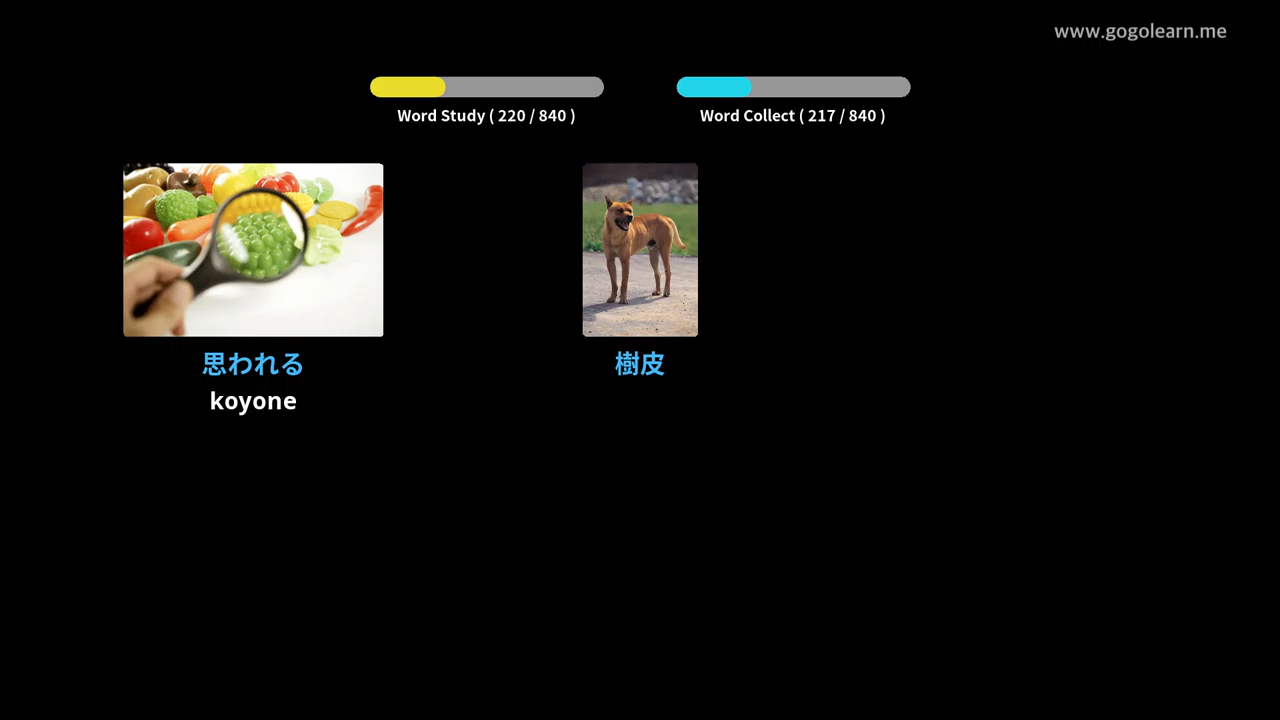 www.gogolearn.me
Word Study ( 220 / 840 )
Word Collect ( 217 / 840 )
思われる
koyone
樹皮